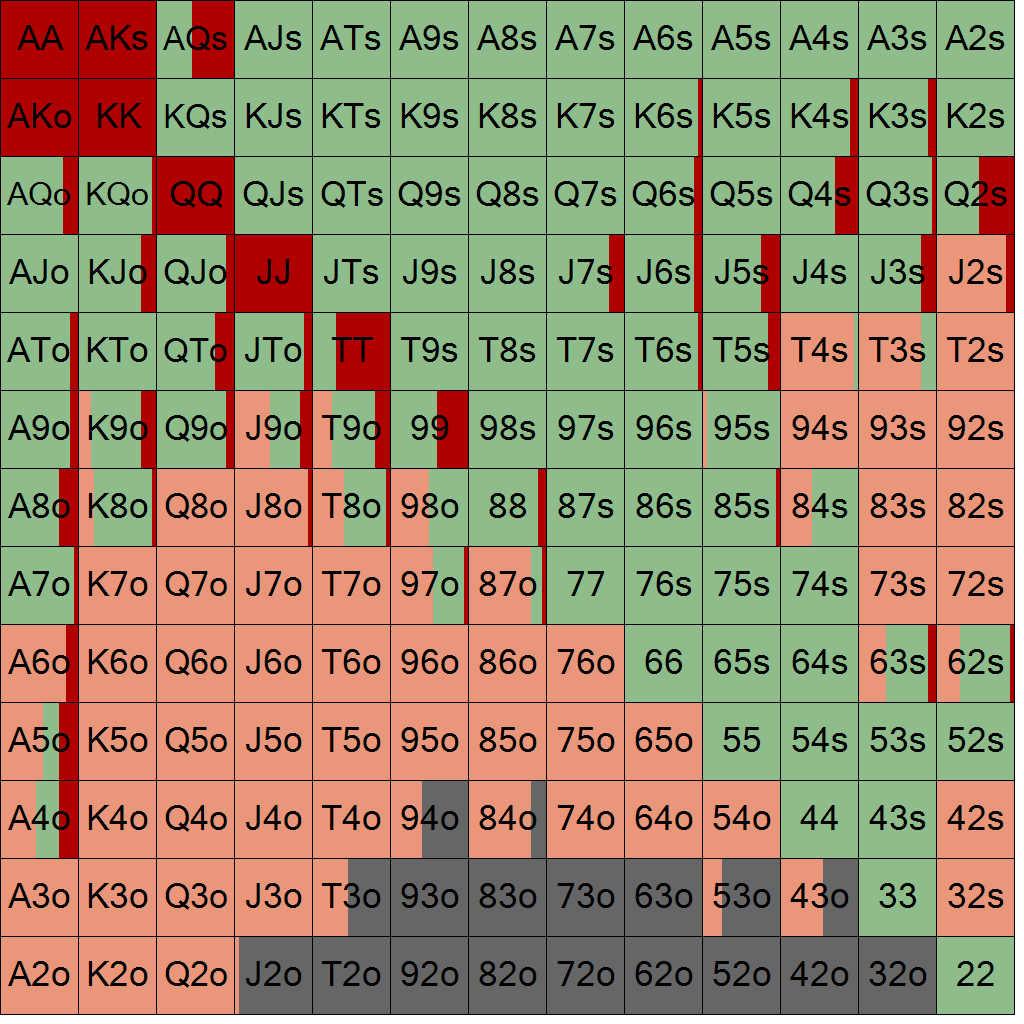 AA AKs AQs AJs ATs A9s A8s A7s A6s A5s A4s A3s A2s
AKo KK KQs KJs KTs K9s K8s K7s K6s K5s K4s K3s K2s
AQo KQo QQ QJs QTs Q9s Q8s Q7s Q6s Q5s Q4s Q3s Q2s
AJo KJo QJo JJ JTs J9s J8s J7s J6s J5s J4s J3s J2s
ATo KTo QTo JTo TT T9s T8s T7s T6s T5s T4s T3s T2s
A9o K9o Q9o J9o T9o 99 98s 97s 96s 95s 94s 93s 92s
A8o K8o Q8o J8o T8o 98o 88 87s 86s 85s 84s 83s 82s
A7o K7o Q7o J7o T7o 97o 87o 77 76s 75s 74s 73s 72s
A6o K6o Q6o J6o T6o 96o 86o 76o 66 65s 64s 63s 62s
A5o K5o Q5o J5o T5o 95o 85o 75o 65o 55 54s 53s 52s
A4o K4o Q4o J4o T4o 94o 84o 74o 64o 54o 44 43s 42s
A3o K3o Q3o J3o T3o 93o 83o 73o 63o 53o 43o 33 32s
A2o K2o Q2o J2o T2o 92o 82o 72o 62o 52o 42o 32o 22